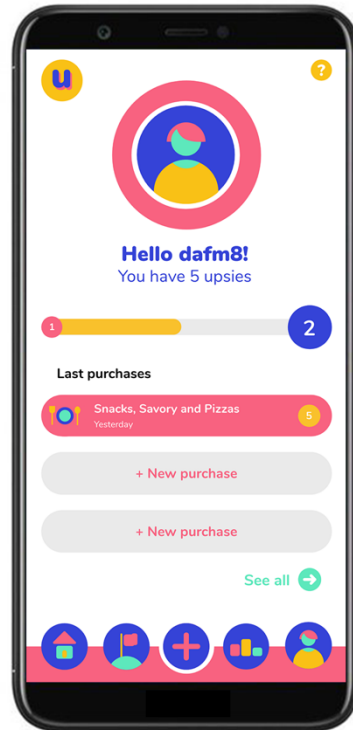 u
?
Hello dafm8!
You have 5 upsies
1
2
Last purchases
Snacks, Savory and Pizzas
5
Yesterday
+ New purchase
+ New purchase
See all